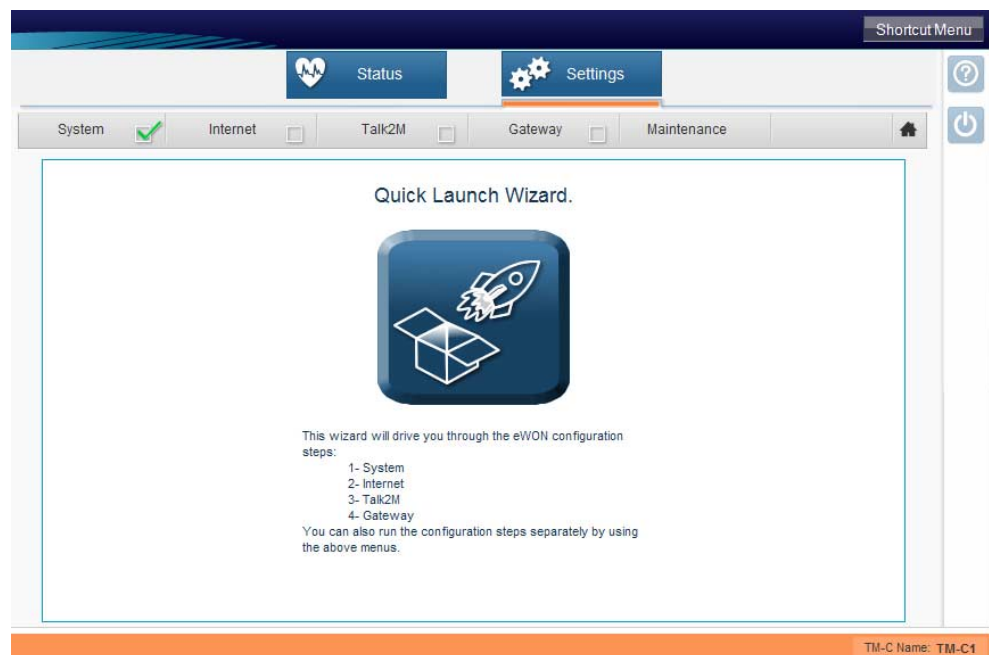 Shortcut Menu
Status
Settings
System
Internet
Talk2M
Gateway
Maintenance
Quick Launch Wizard.
This wizard will drive you through the eWON configuration
steps:
1- System
2- Internet
3- Talk2M
4- Gateway
You can also run the configuration steps separately by using
the above menus.
TM-C Name: TM-C1